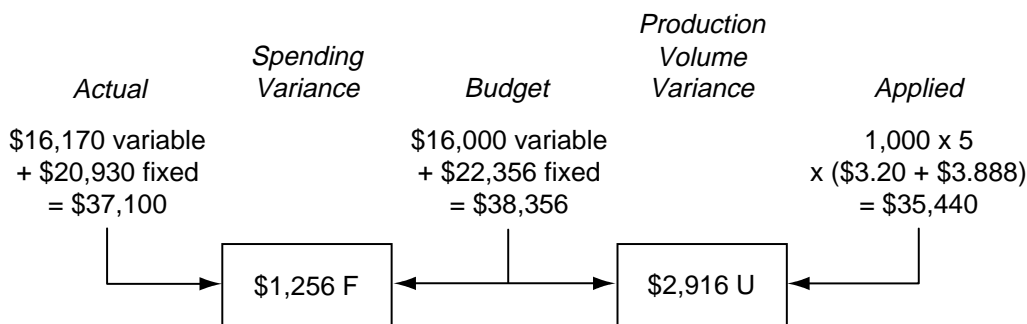 Actual
Spending
Variance
Budget
Production
Volume
Variance
Applied
$16,170 variable
+ $20,930 fixed
= $37,100
$16,000 variable
+ $22,356 fixed
= $38,356
1,000 x 5
x ($3.20 + $3.888)
= $35,440
$1,256 F
$2,916 U